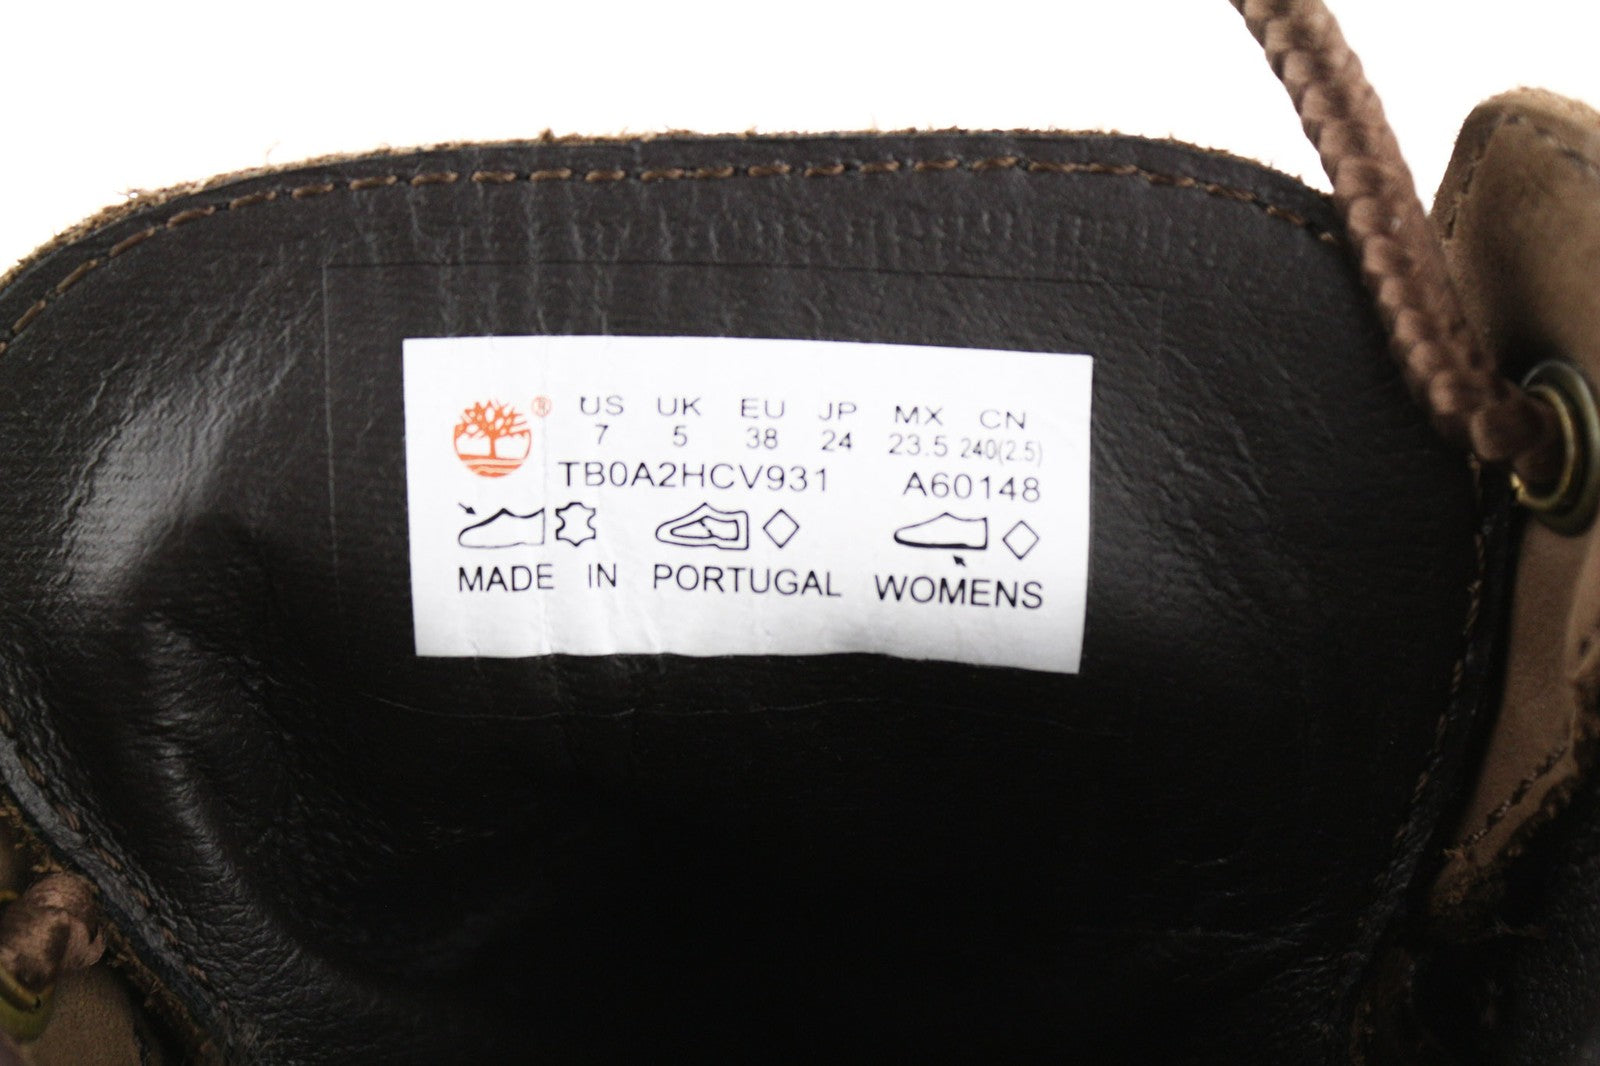 ® US UK EU JP MX CN
7 5 38 24 23.5 240(2.5)
TB0A2HCV931 A60148
MADE IN PORTUGAL WOMENS